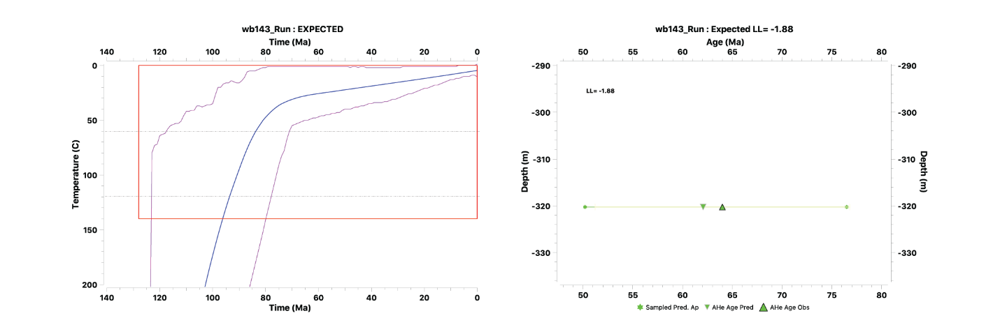 wb143_Run : EXPECTED
Time (Ma)
140 120 100 80 60 40 20 0
0
50
100
150
200
Temperature (C)
140 120 100 80 60 40 20 0
Time (Ma)
wb143_Run : Expected LL= -1.88
Age (Ma)
50 55 60 65 70 75 80
-290 -290
LL= -1.88
-300 -300
-310 -310
Depth (m) Depth (m)
-320 -320
-330 -330
50 55 60 65 70 75 80
Sampled Pred. Ap AHe Age Pred AHe Age Obs